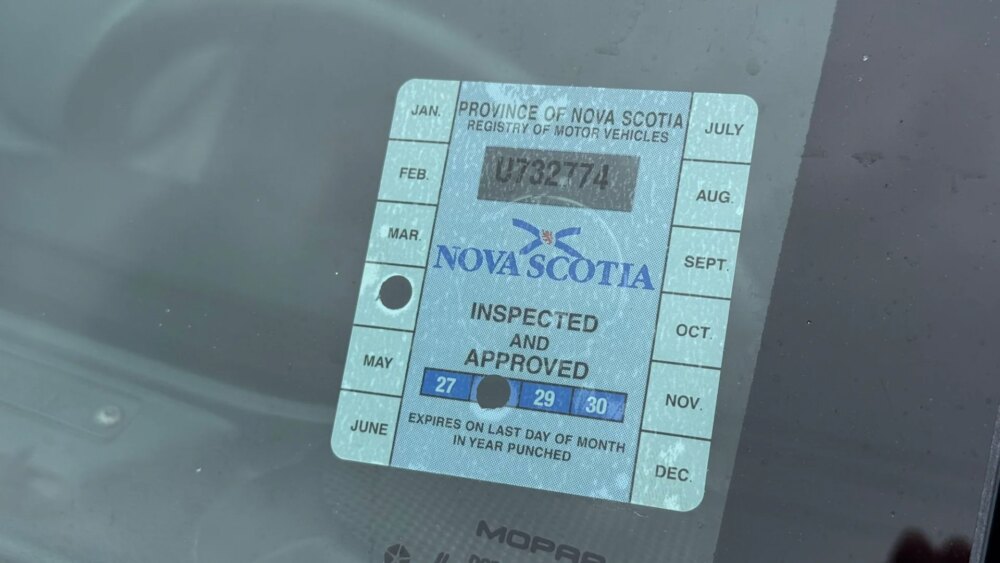 PROVINCE OF NOVA SCOTIA
REGISTRY OF MOTOR VEHICLES
U732774
NOVA SCOTIA
INSPECTED
AND
APPROVED
27 29 30
EXPIRES ON LAST DAY OF MONTH
IN YEAR PUNCHED
JAN.
FEB.
MAR.
MAY
JUNE
JULY
AUG.
SEPT.
OCT.
NOV.
DEC.
MOPAR